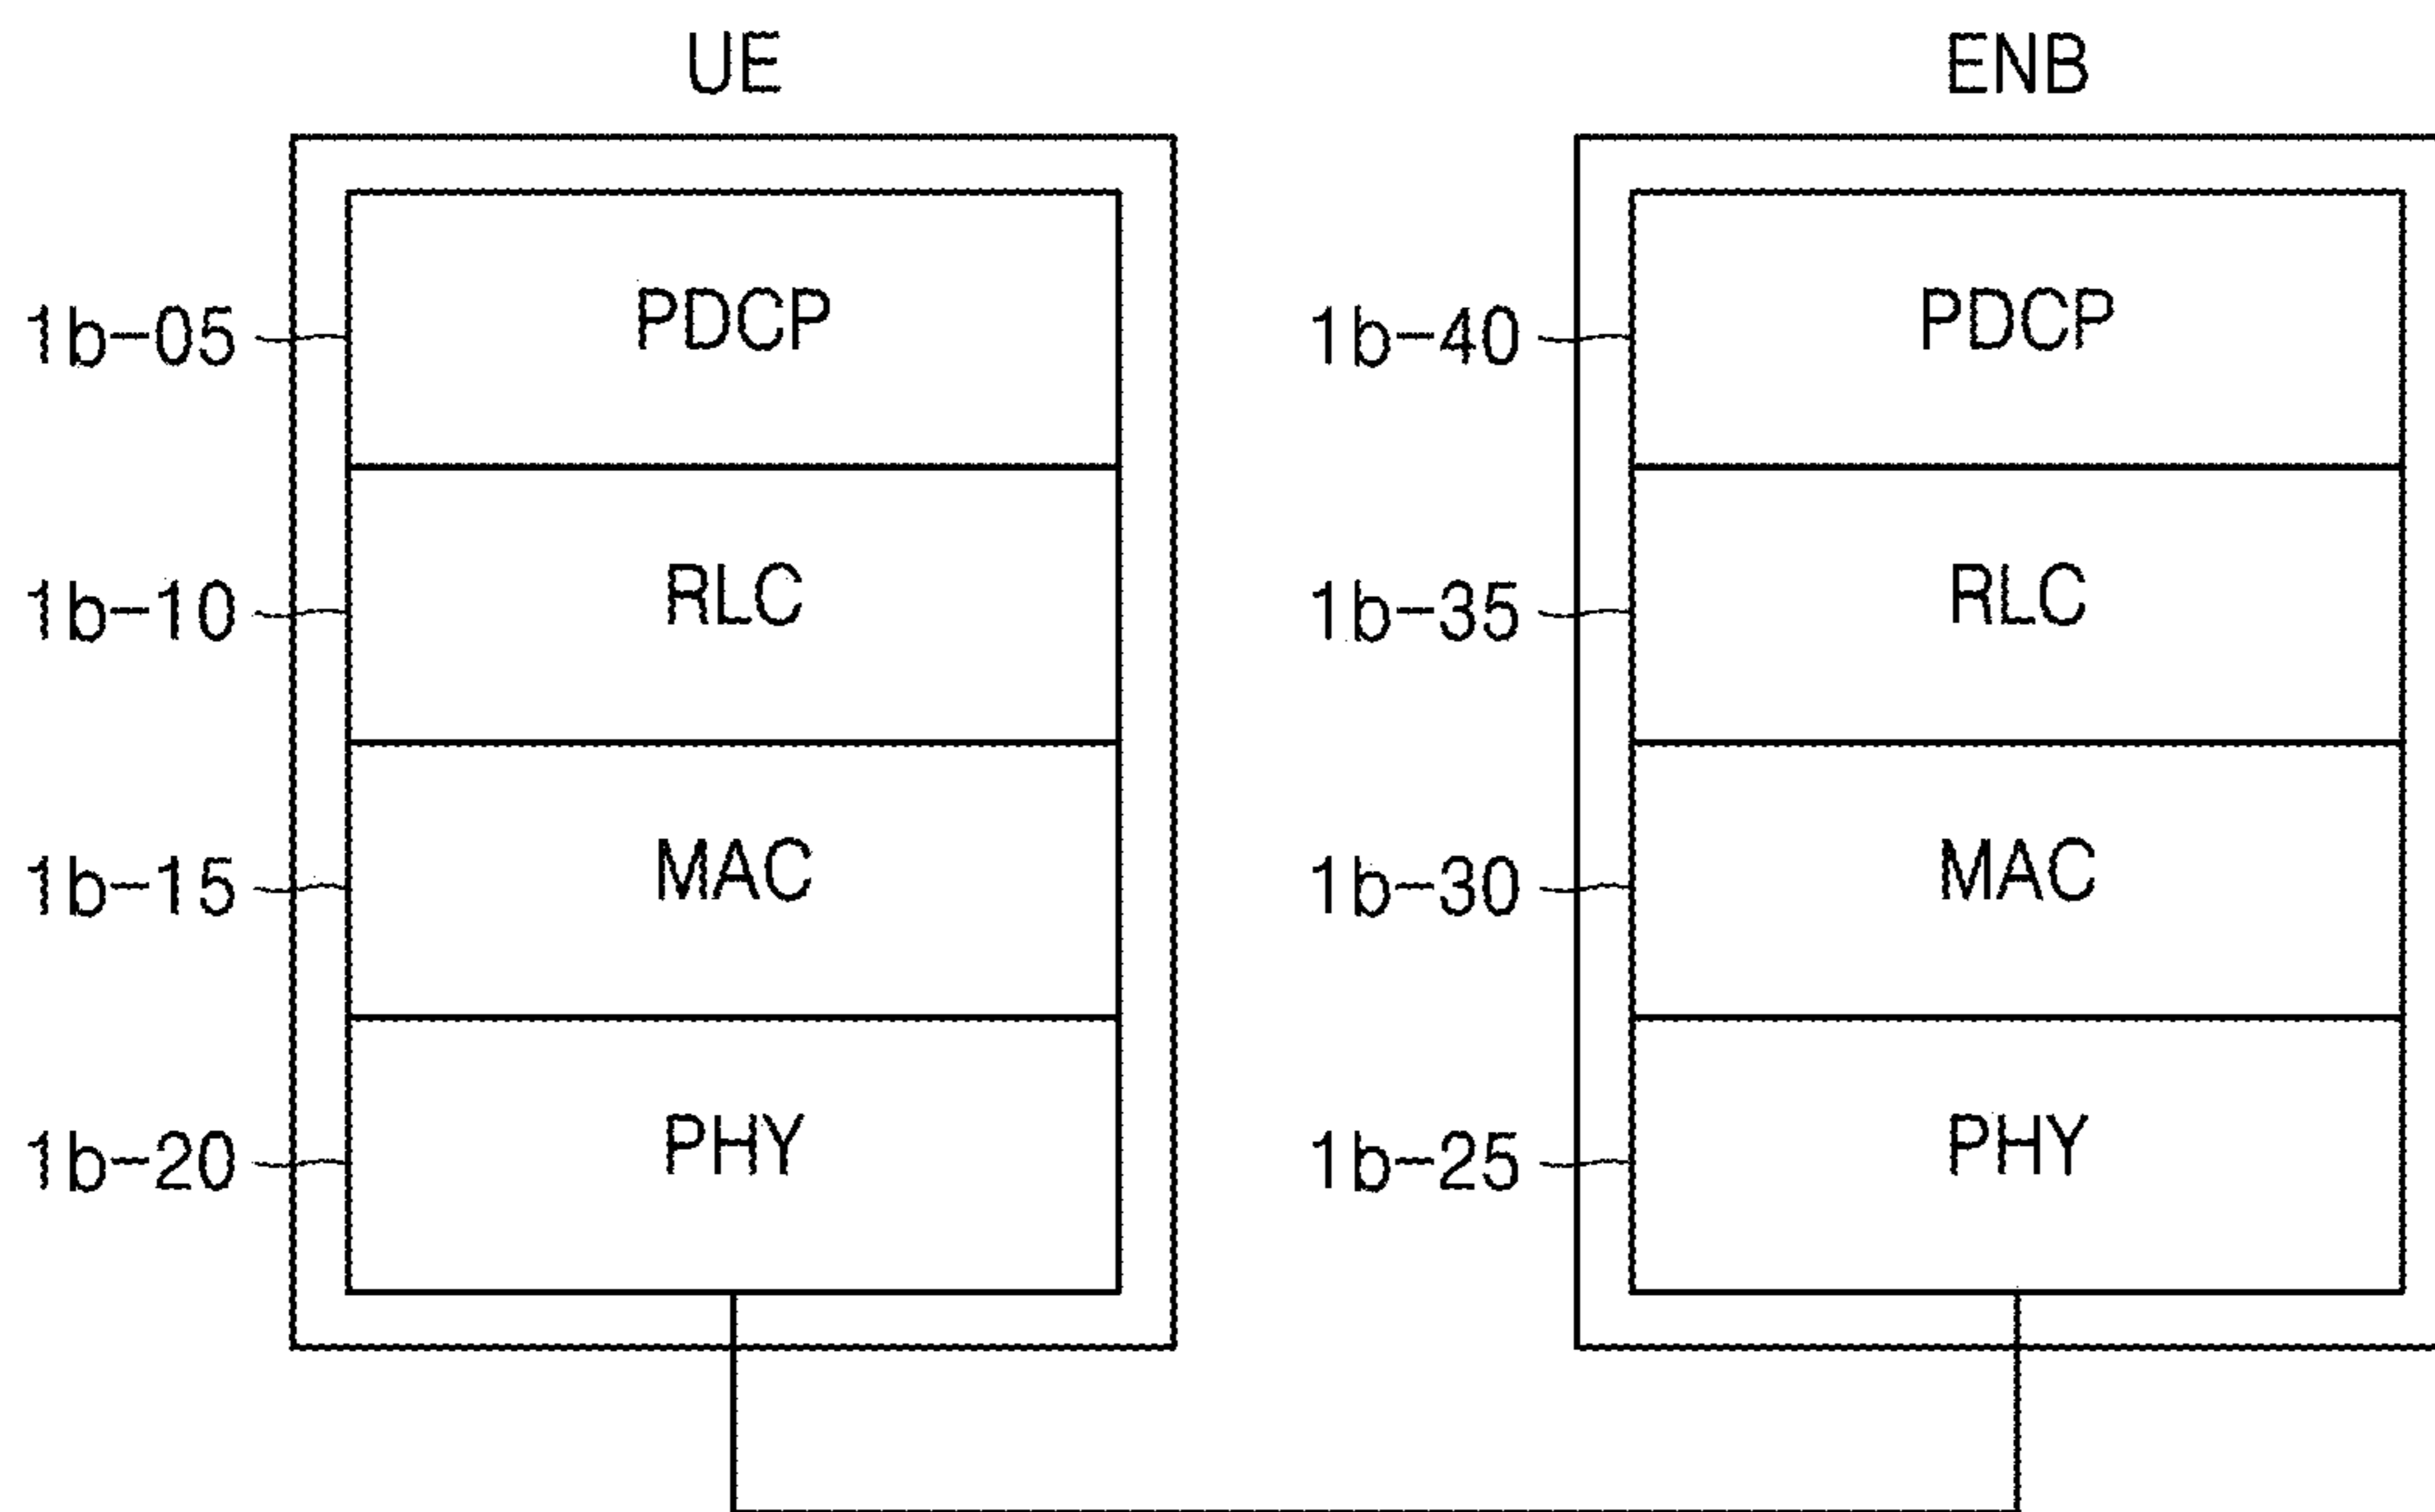 UE
ENB
1b-05
PDCP
1b-40
PDCP
1b-10
RLC
1b-35
RLC
1b-15
MAC
1b-30
MAC
1b-20
PHY
1b-25
PHY